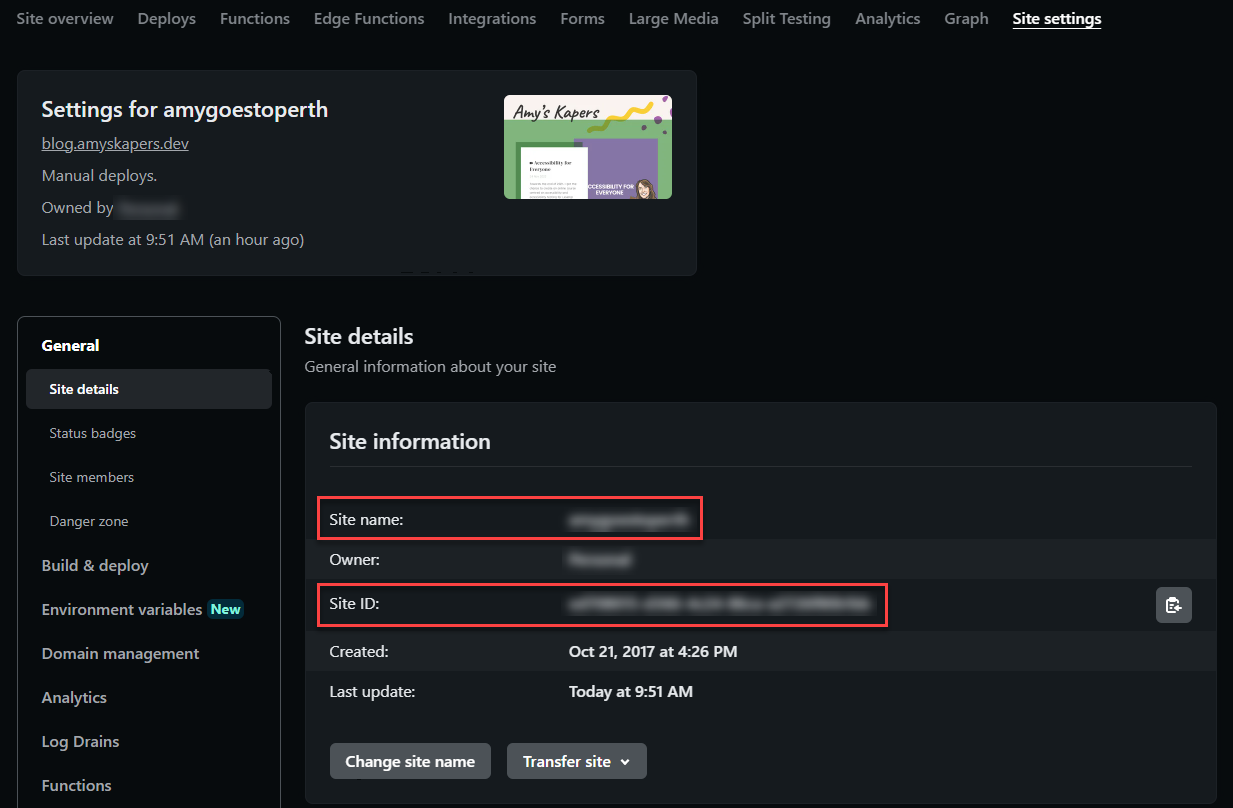 Site overview Deploys Functions Edge Functions Integrations Forms Large Media Split Testing Analytics Graph Site settings
Settings for amygoestoperth
blog.amyskapers.dev
Manual deploys.
Owned by
Last update at 9:51 AM (an hour ago)
Amy's Kapers
Accessibility for
Everyone
CCESSIBILITY FOR
EVERYONE
General
Site details
Status badges
Site members
Danger zone
Build & deploy
Environment variables New
Domain management
Analytics
Log Drains
Functions
Site details
General information about your site
Site information
Site name:
Owner:
Site ID:
Created: Oct 21, 2017 at 4:26 PM
Last update: Today at 9:51 AM
Change site name Transfer site